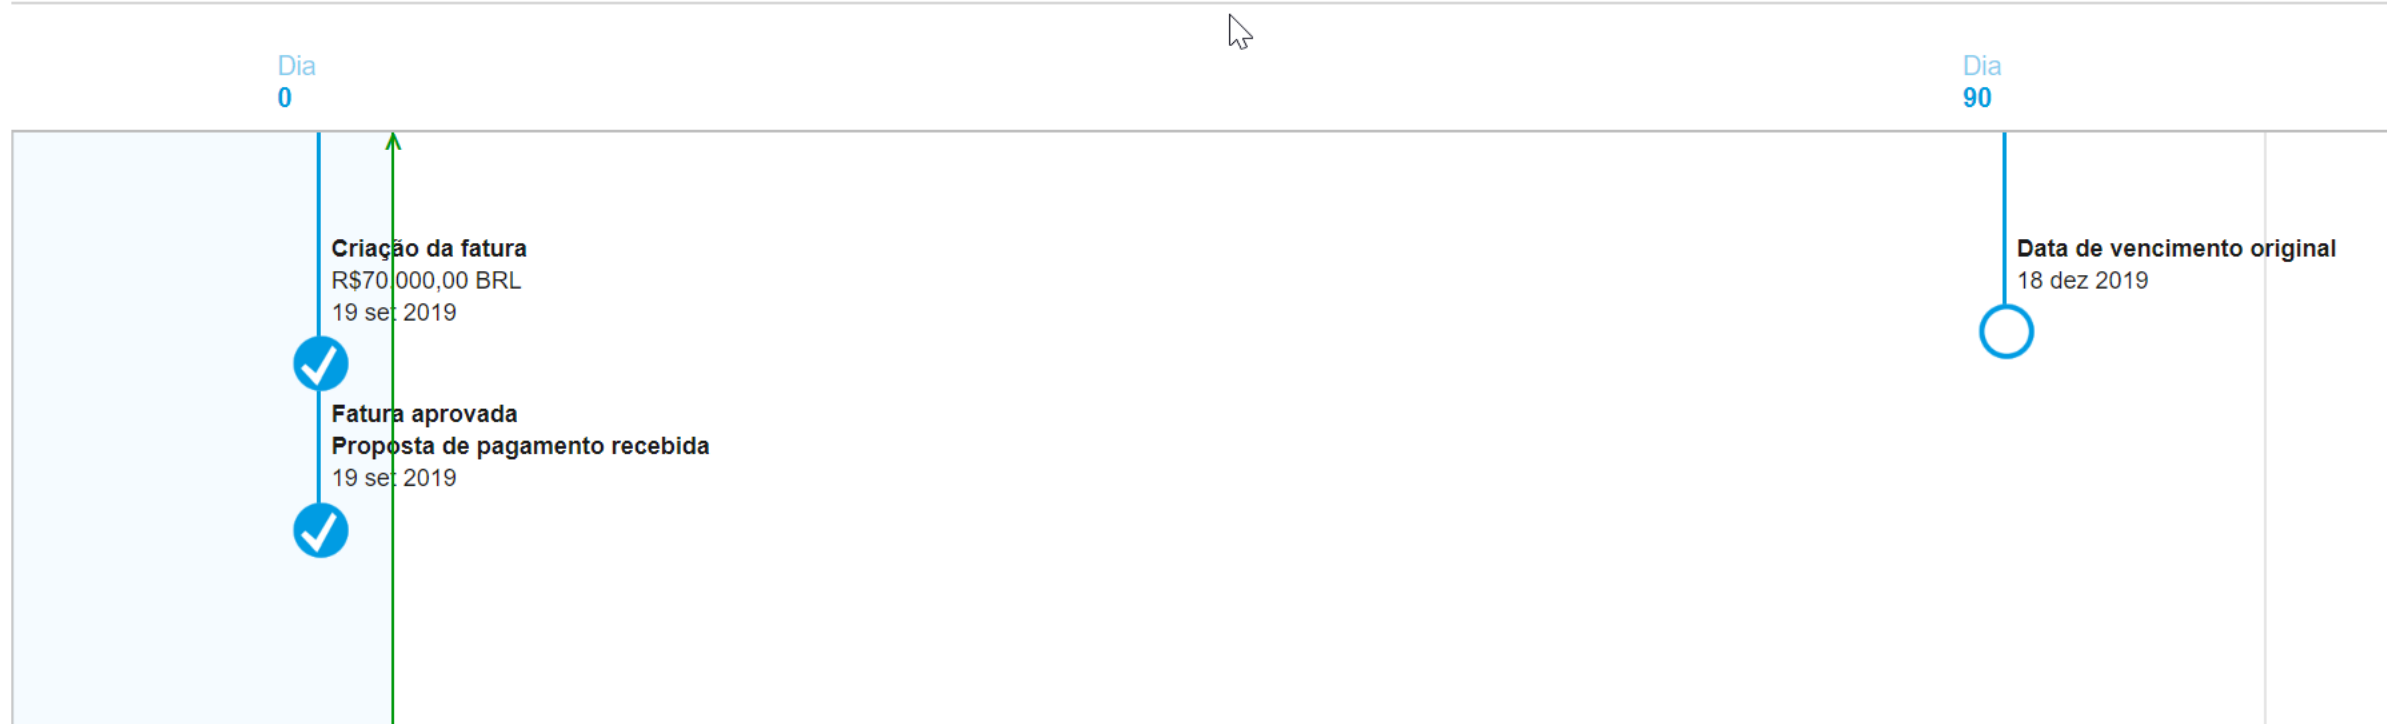 Dia
0
Dia
90
Criação da fatura
R$70.000,00 BRL
19 set 2019
Fatura aprovada
Proposta de pagamento recebida
19 set 2019
Data de vencimento original
18 dez 2019